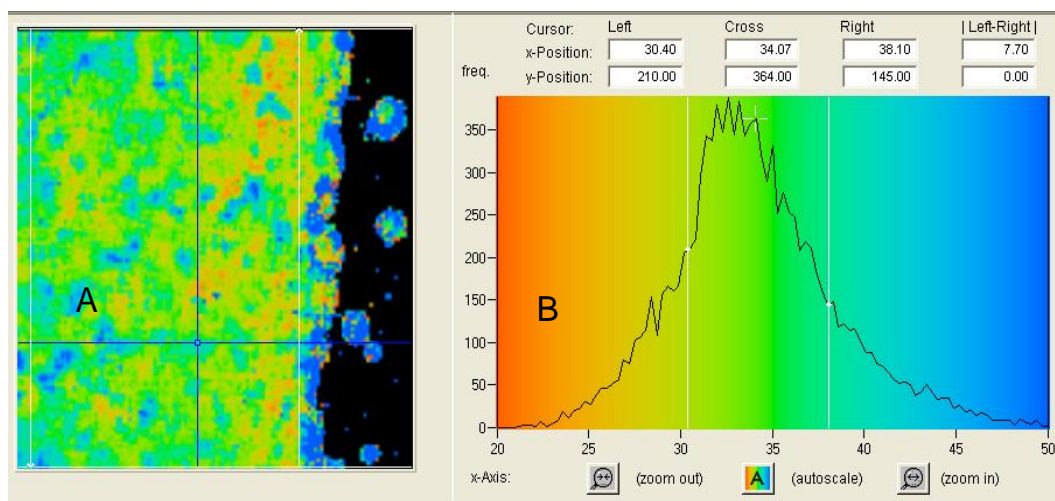 Cursor: Left Cross Right | Left-Right |
x-Position: 30.40 34.07 38.10 7.70
freq.
y-Position: 210.00 364.00 145.00 0.00
350
300
250
200
150
100
50
0
20 25 30 35 40 45 50
A
B
x-Axis: (zoom out) A (autoscale) (zoom in)